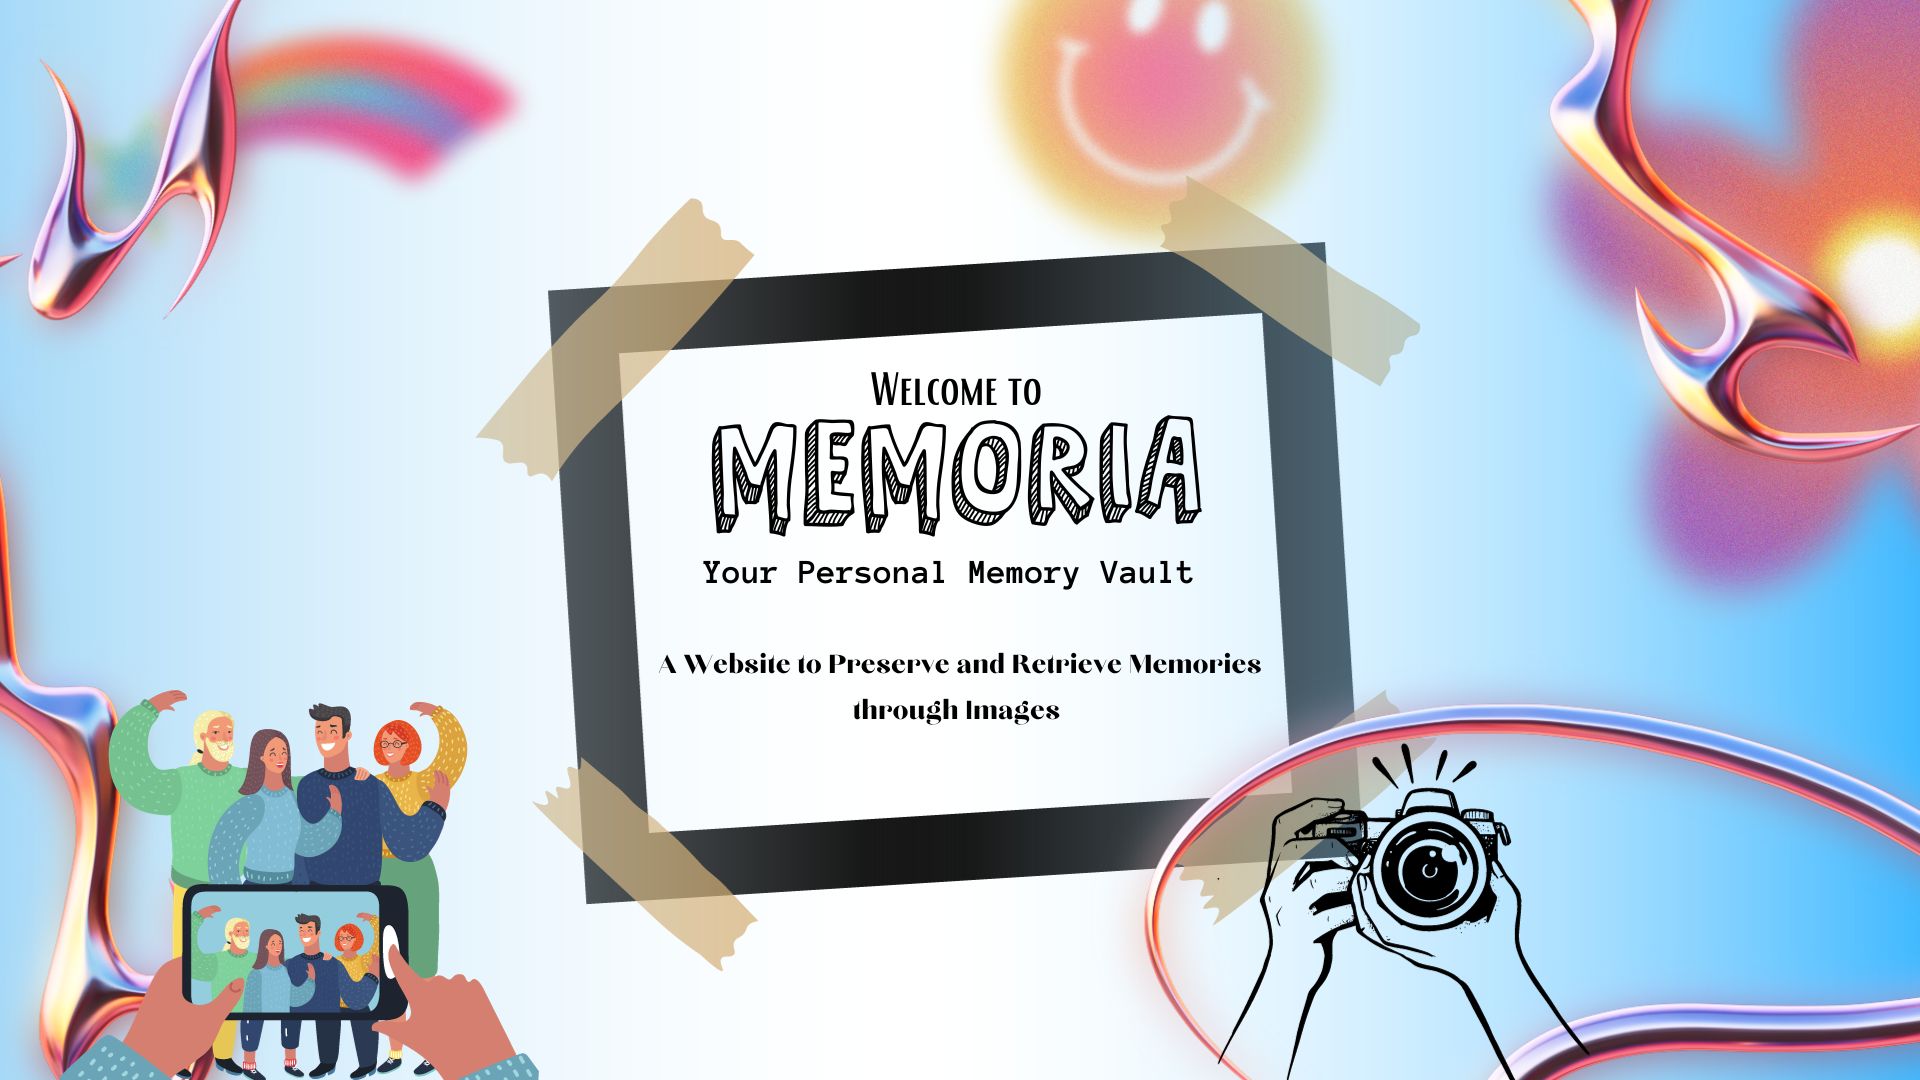 Welcome to
MEMORIA
Your Personal Memory Vault
A Website to Preserve and Retrieve Memories
through Images